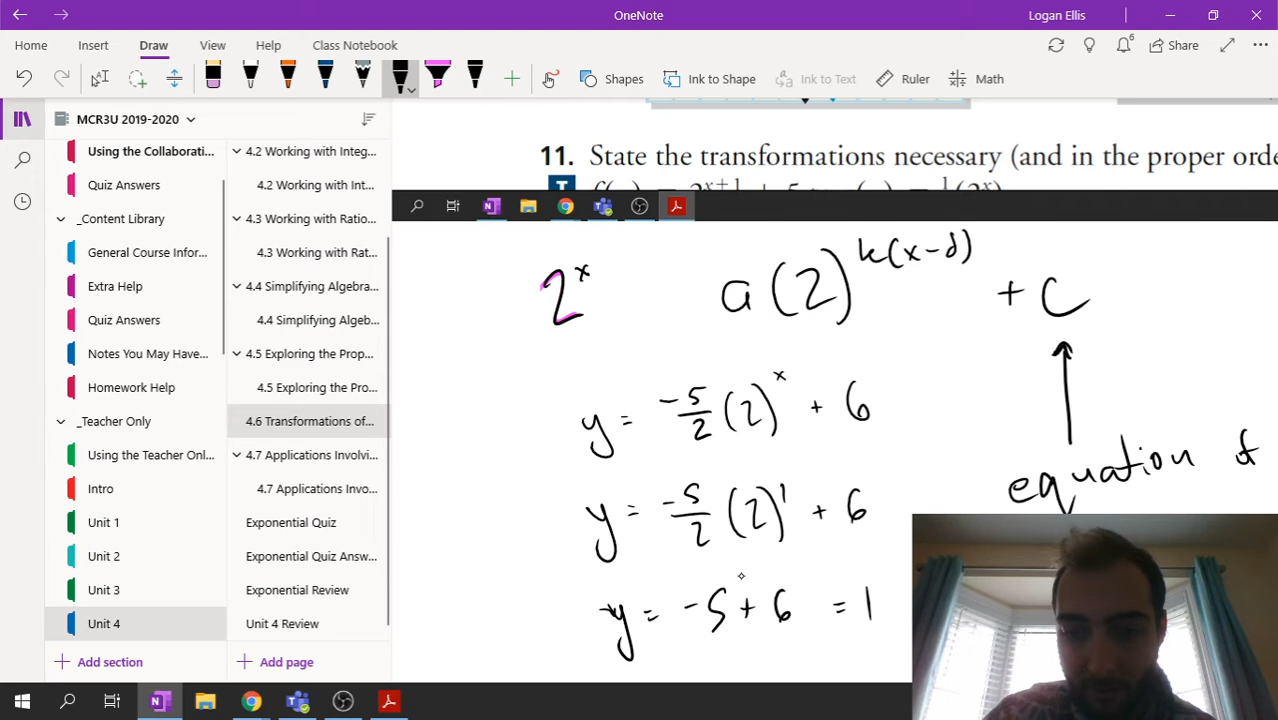 OneNote
Logan Ellis
Home Insert Draw View Help Class Notebook
6 Share
Shapes Ink to Shape Ink to Text Ruler Math
MCR3U 2019-2020
Using the Collaborati...
Quiz Answers
_Content Library
General Course Infor...
Extra Help
Quiz Answers
Notes You May Have...
Homework Help
_Teacher Only
Using the Teacher Onl...
Intro
Unit 1
Unit 2
Unit 3
Unit 4
Add section
4.2 Working with Integ...
4.2 Working with Int...
4.3 Working with Ratio...
4.3 Working with Rat...
4.4 Simplifying Algebra...
4.4 Simplifying Algeb...
4.5 Exploring the Prop...
4.5 Exploring the Pro...
4.6 Transformations of...
4.7 Applications Involvi...
4.7 Applications Invo...
Exponential Quiz
Exponential Quiz Answ...
Exponential Review
Unit 4 Review
Add page
11. State the transformations necessary (and in the proper orde
T
2^x a(2)^k(x-d) + c
y = -5/2 (2)^x + 6
y = -5/2 (2)^1 + 6
equation of
y = -5 + 6 = 1